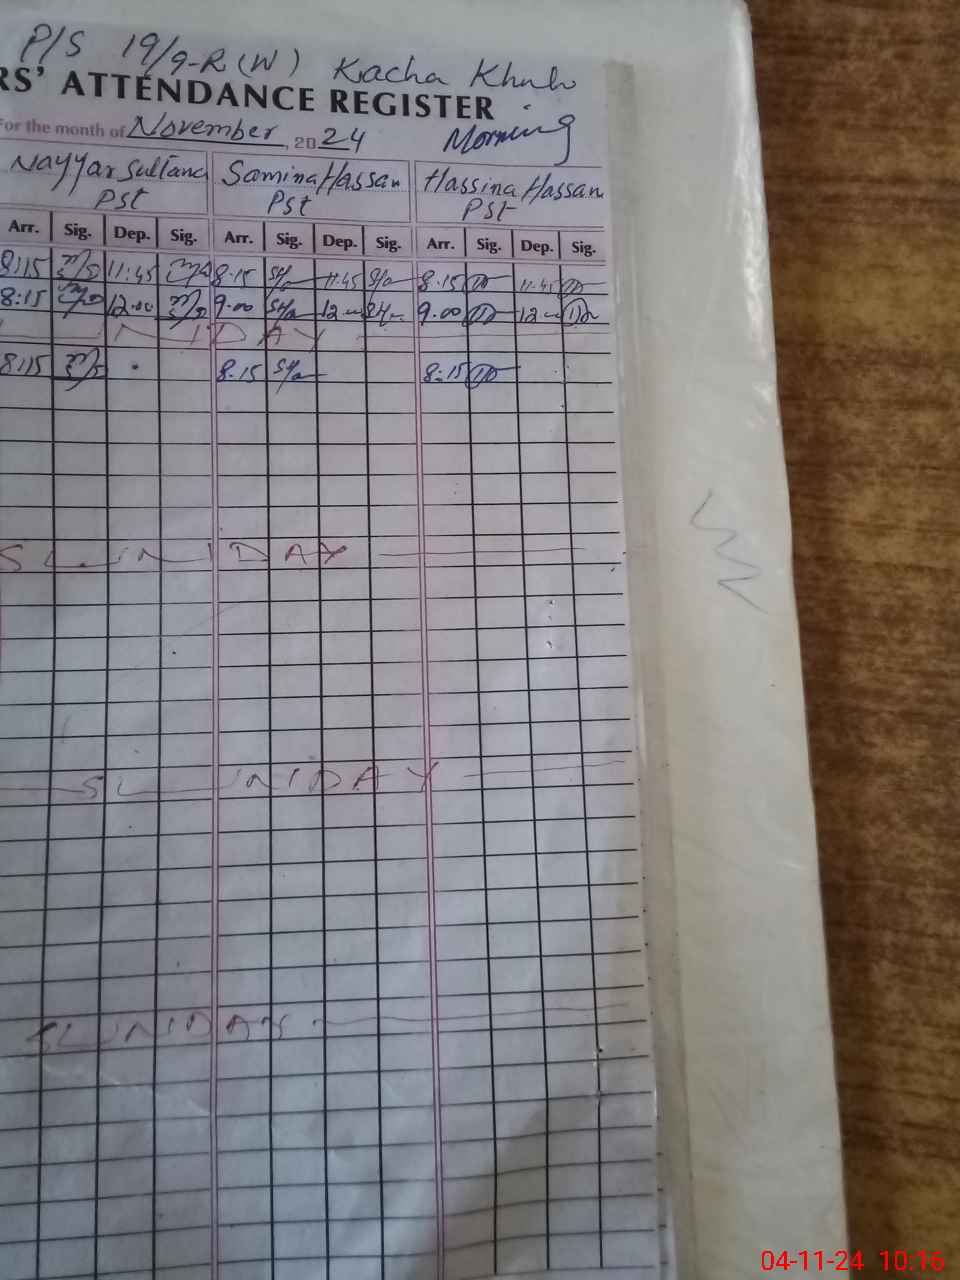 P/S 19/9-R (W) Kacha Khuh
RS' ATTENDANCE REGISTER
For the month of November, 2024 Morning
Nayyar Sultana Samina Hassan Hassina Hassan
Pst Pst Pst
Arr. Sig. Dep. Sig. Arr. Sig. Dep. Sig. Arr. Sig. Dep. Sig.
8:15 11:45 8:15 11:45 8.15 11:45
8:15 12.00 9.00 12 9.00 12
NDAY
8:15 8.15 8:15
SUNDAY
SUNDAY
SUNDAY
04-11-24 10:16